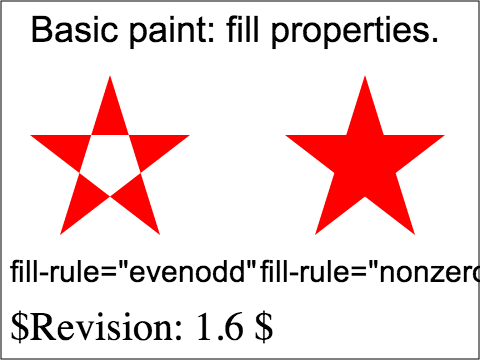 Basic paint: fill properties.
fill-rule="evenodd" fill-rule="nonzero
$Revision: 1.6 $